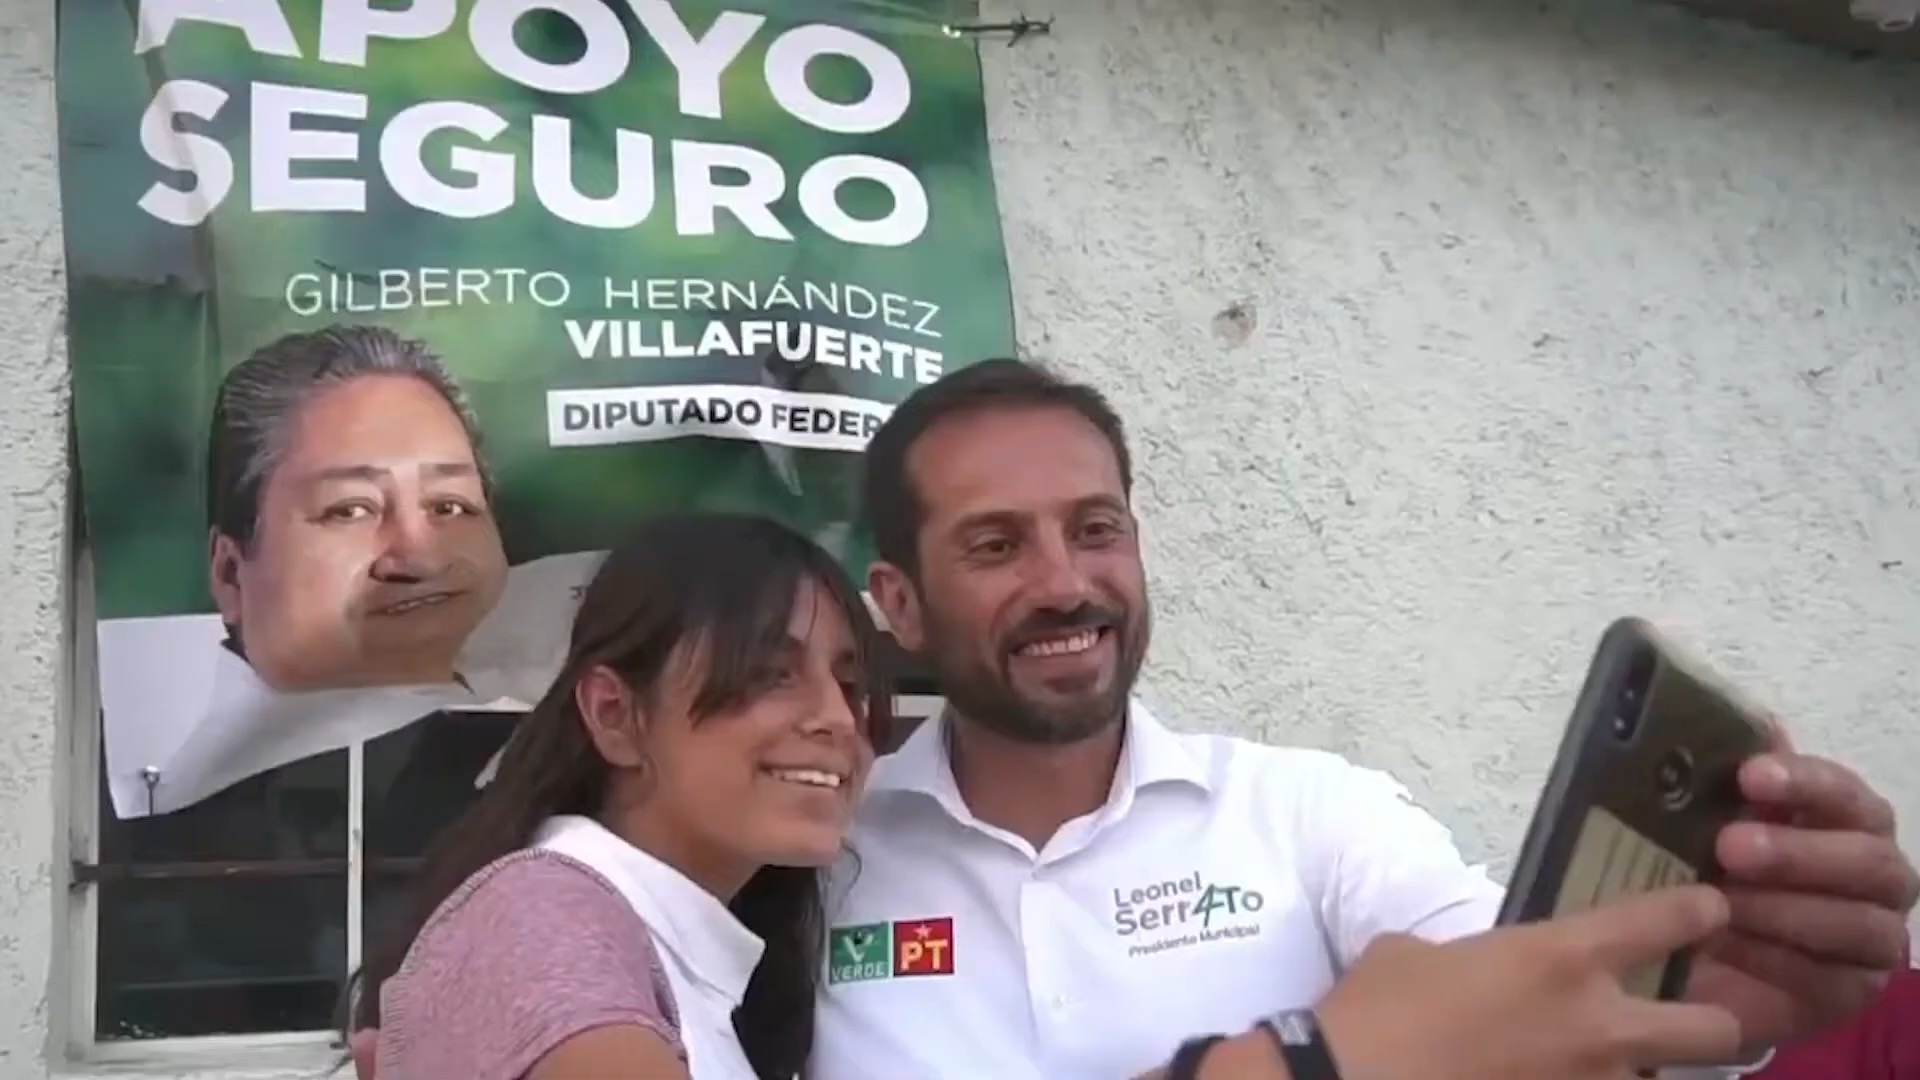 APOYO
SEGURO
GILBERTO HERNÁNDEZ
VILLAFUERTE
DIPUTADO FEDER
Leonel
Serr4To
Presidente Municipal
VERDE
PT